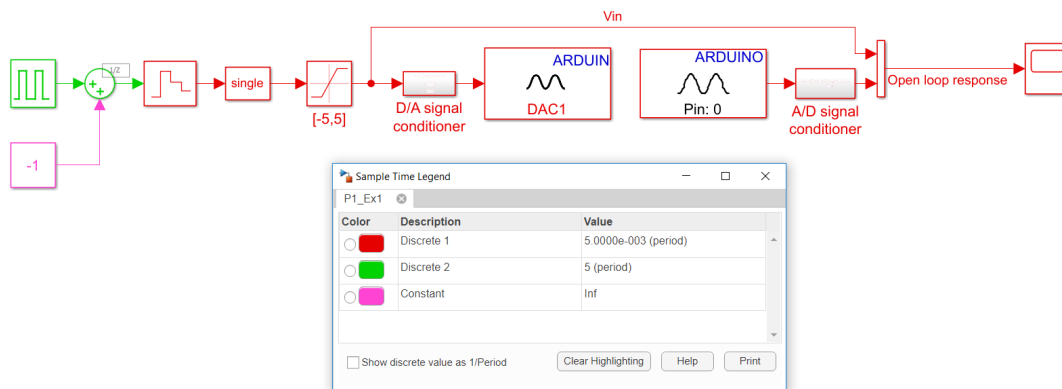 Vin
1/Z
ARDUIN
ARDUINO
single
DAC1
Pin: 0
Open loop response
-1
[-5,5]
D/A signal
conditioner
A/D signal
conditioner
Sample Time Legend
P1_Ex1
Color Description Value
Discrete 1 5.0000e-003 (period)
Discrete 2 5 (period)
Constant Inf
Show discrete value as 1/Period
Clear Highlighting Help Print